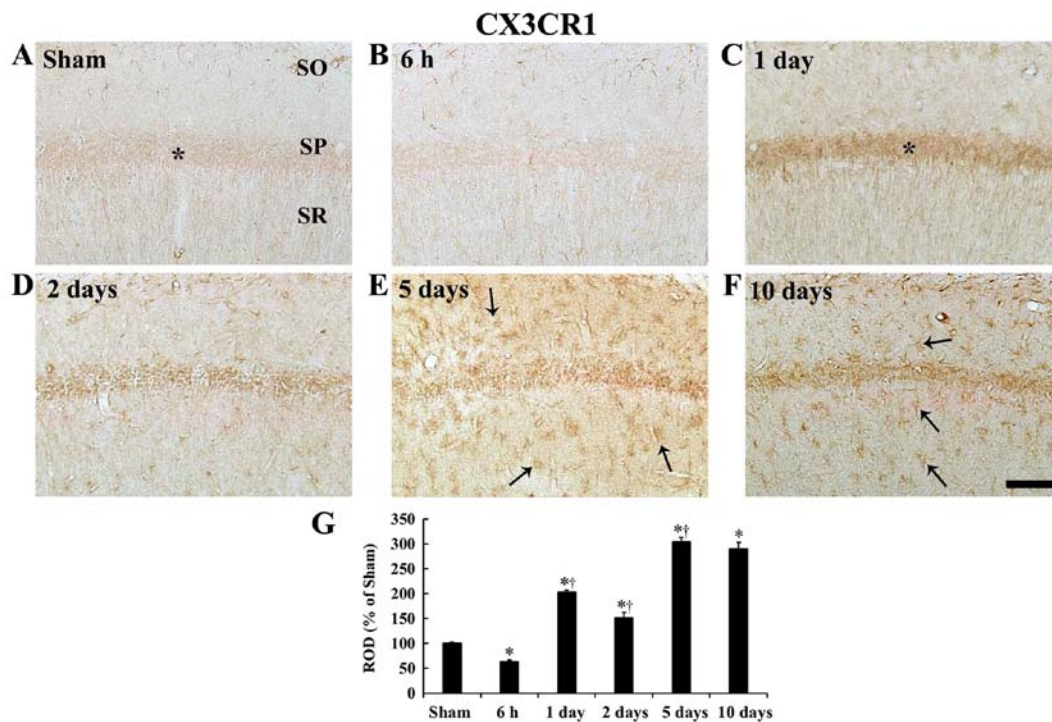 CX3CR1
A Sham
SO
SP
*
SR
B 6 h
C 1 day
*
D 2 days
E 5 days
F 10 days
G
ROD (% of Sham)
350
300
250
200
150
100
50
0
*
*†
*†
*†
*
Sham 6 h 1 day 2 days 5 days 10 days